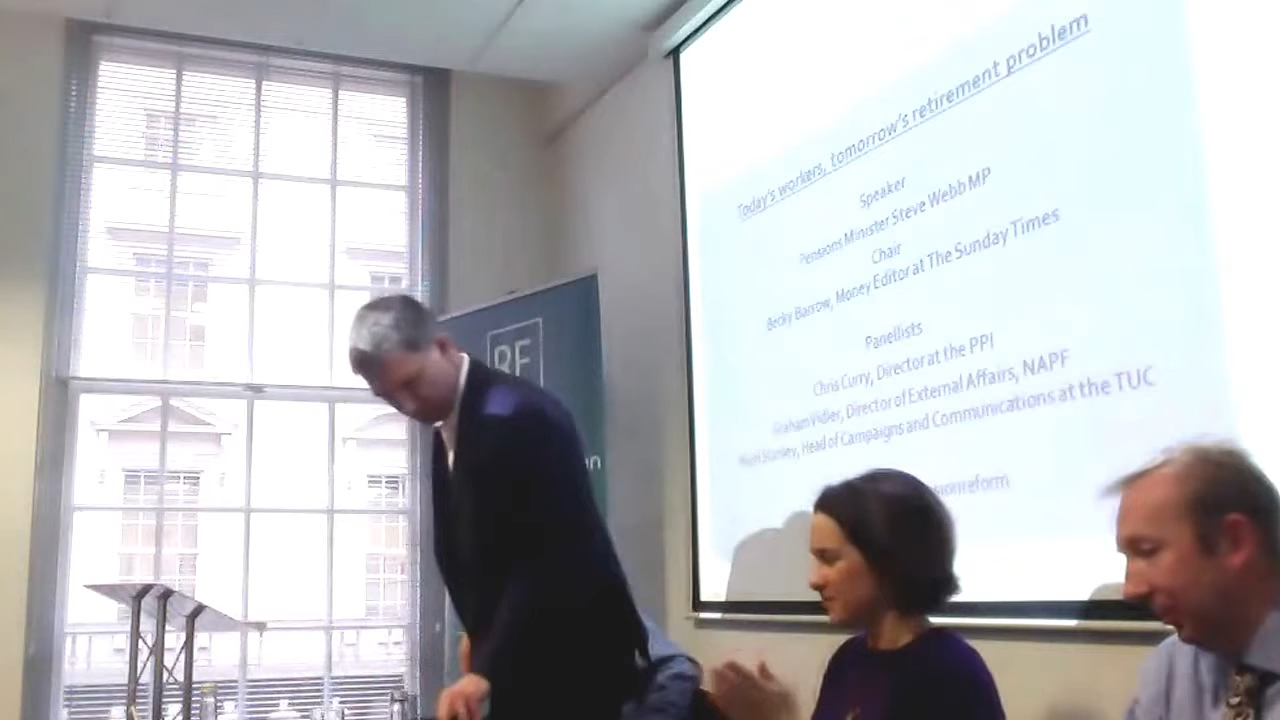 Today's workers, tomorrow's retirement problem
Speaker
Pensions Minister Steve Webb MP
Chair
Becky Barrow, Money Editor at The Sunday Times
Panellists
Chris Curry, Director at the PPI
Graham Vidler, Director of External Affairs, NAPF
Nigel Stanley, Head of Campaigns and Communications at the TUC
RF